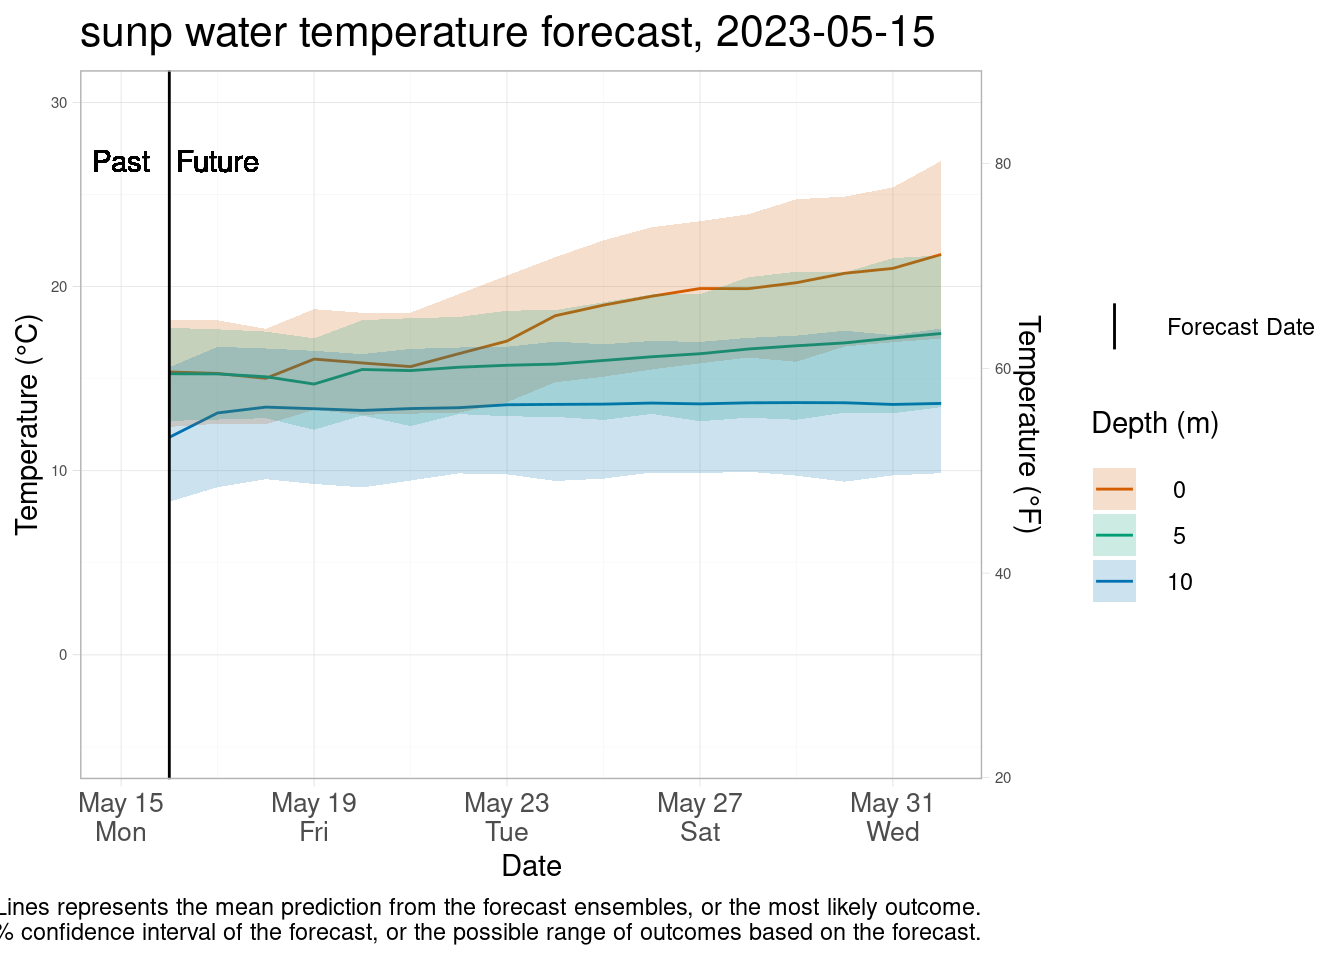 sunp water temperature forecast, 2023-05-15
30
20
10
0
Temperature (°C)
Past
Future
80
60
40
20
Temperature (°F)
Forecast Date
Depth (m)
0
5
10
May 15
Mon
May 19
Fri
May 23
Tue
May 27
Sat
May 31
Wed
Date
Lines represents the mean prediction from the forecast ensembles, or the most likely outcome.
% confidence interval of the forecast, or the possible range of outcomes based on the forecast.